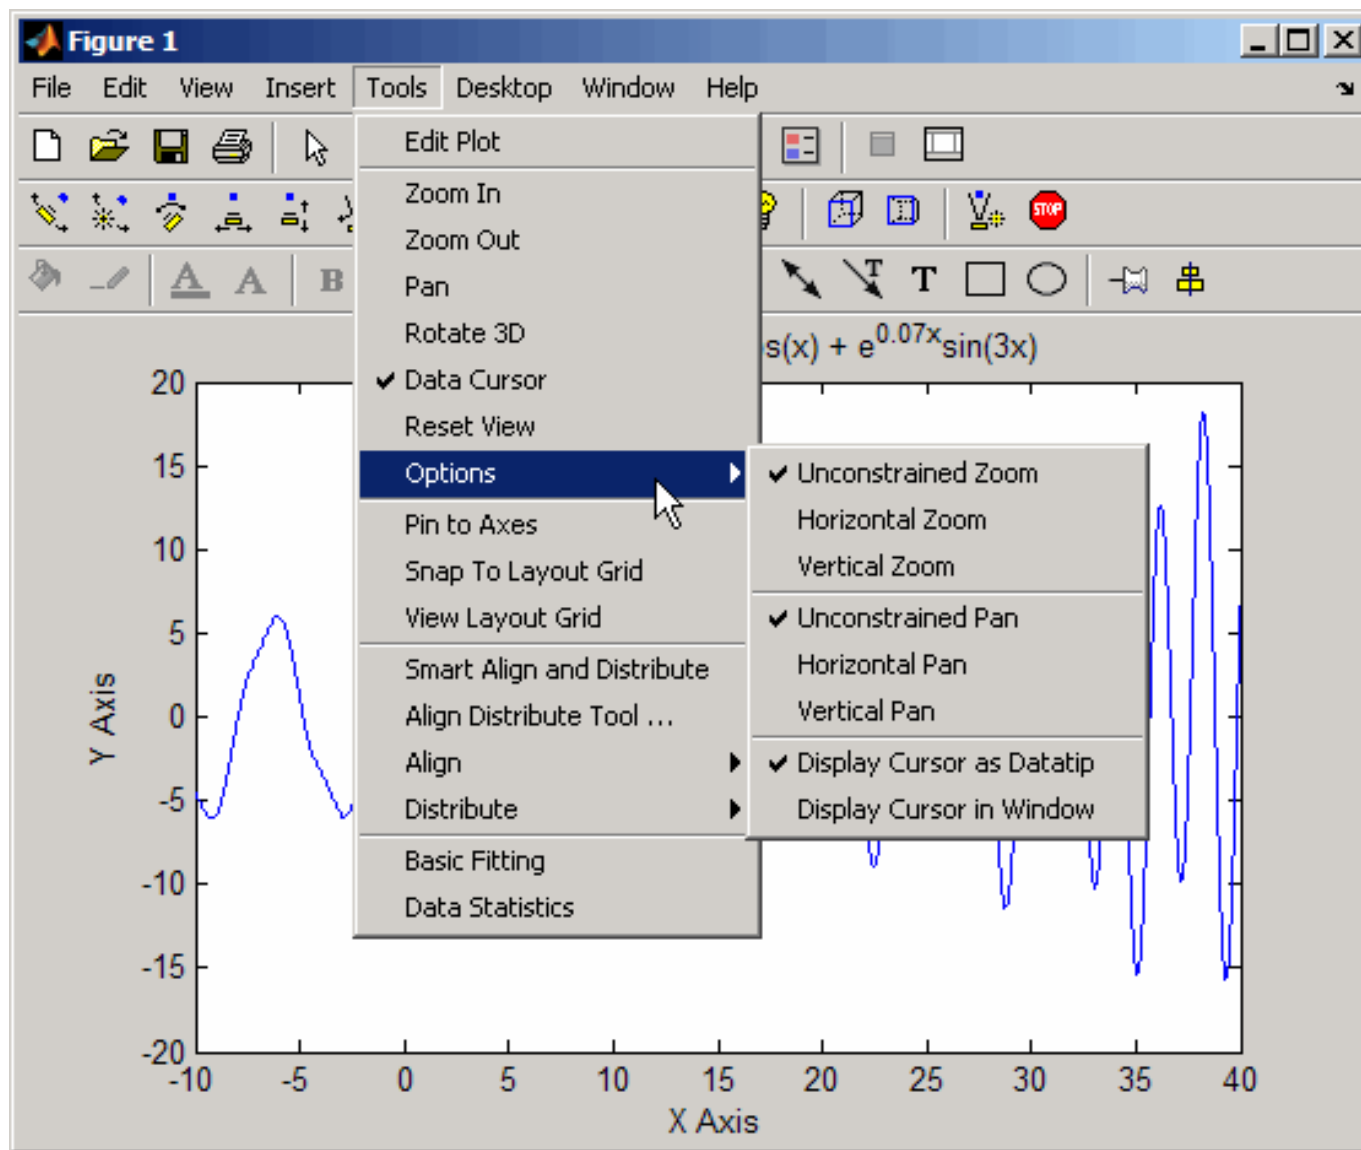 Figure 1
File Edit View Insert Tools Desktop Window Help
Edit Plot
Zoom In
Zoom Out
Pan
Rotate 3D
Data Cursor
Reset View
Options
Pin to Axes
Snap To Layout Grid
View Layout Grid
Smart Align and Distribute
Align Distribute Tool ...
Align
Distribute
Basic Fitting
Data Statistics
Unconstrained Zoom
Horizontal Zoom
Vertical Zoom
Unconstrained Pan
Horizontal Pan
Vertical Pan
Display Cursor as Datatip
Display Cursor in Window
STOP
A A B
T T
s(x) + e^0.07x sin(3x)
20
15
10
5
0
-5
-10
-15
-20
Y Axis
-10 -5 0 5 10 15 20 25 30 35 40
X Axis